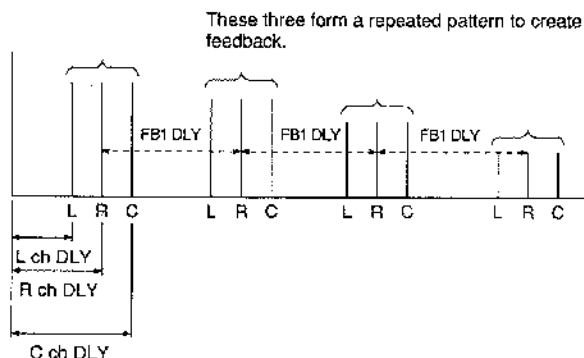 These three form a repeated pattern to create
feedback.
FB1 DLY FB1 DLY FB1 DLY
L R C L R C L R C L R C
L ch DLY
R ch DLY
C ch DLY